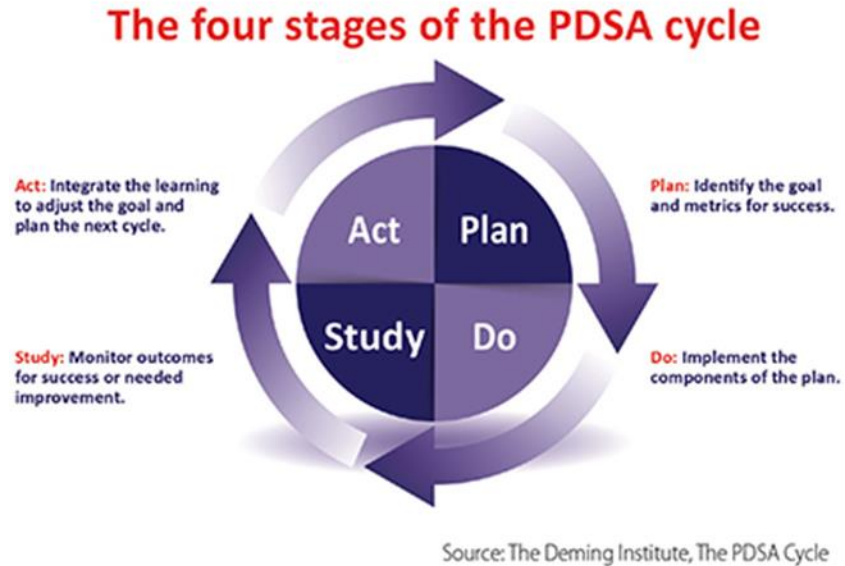 The four stages of the PDSA cycle
Act: Integrate the learning
to adjust the goal and
plan the next cycle.
Plan: Identify the goal
and metrics for success.
Act
Plan
Study
Do
Study: Monitor outcomes
for success or needed
improvement.
Do: Implement the
components of the plan.
Source: The Deming Institute, The PDSA Cycle